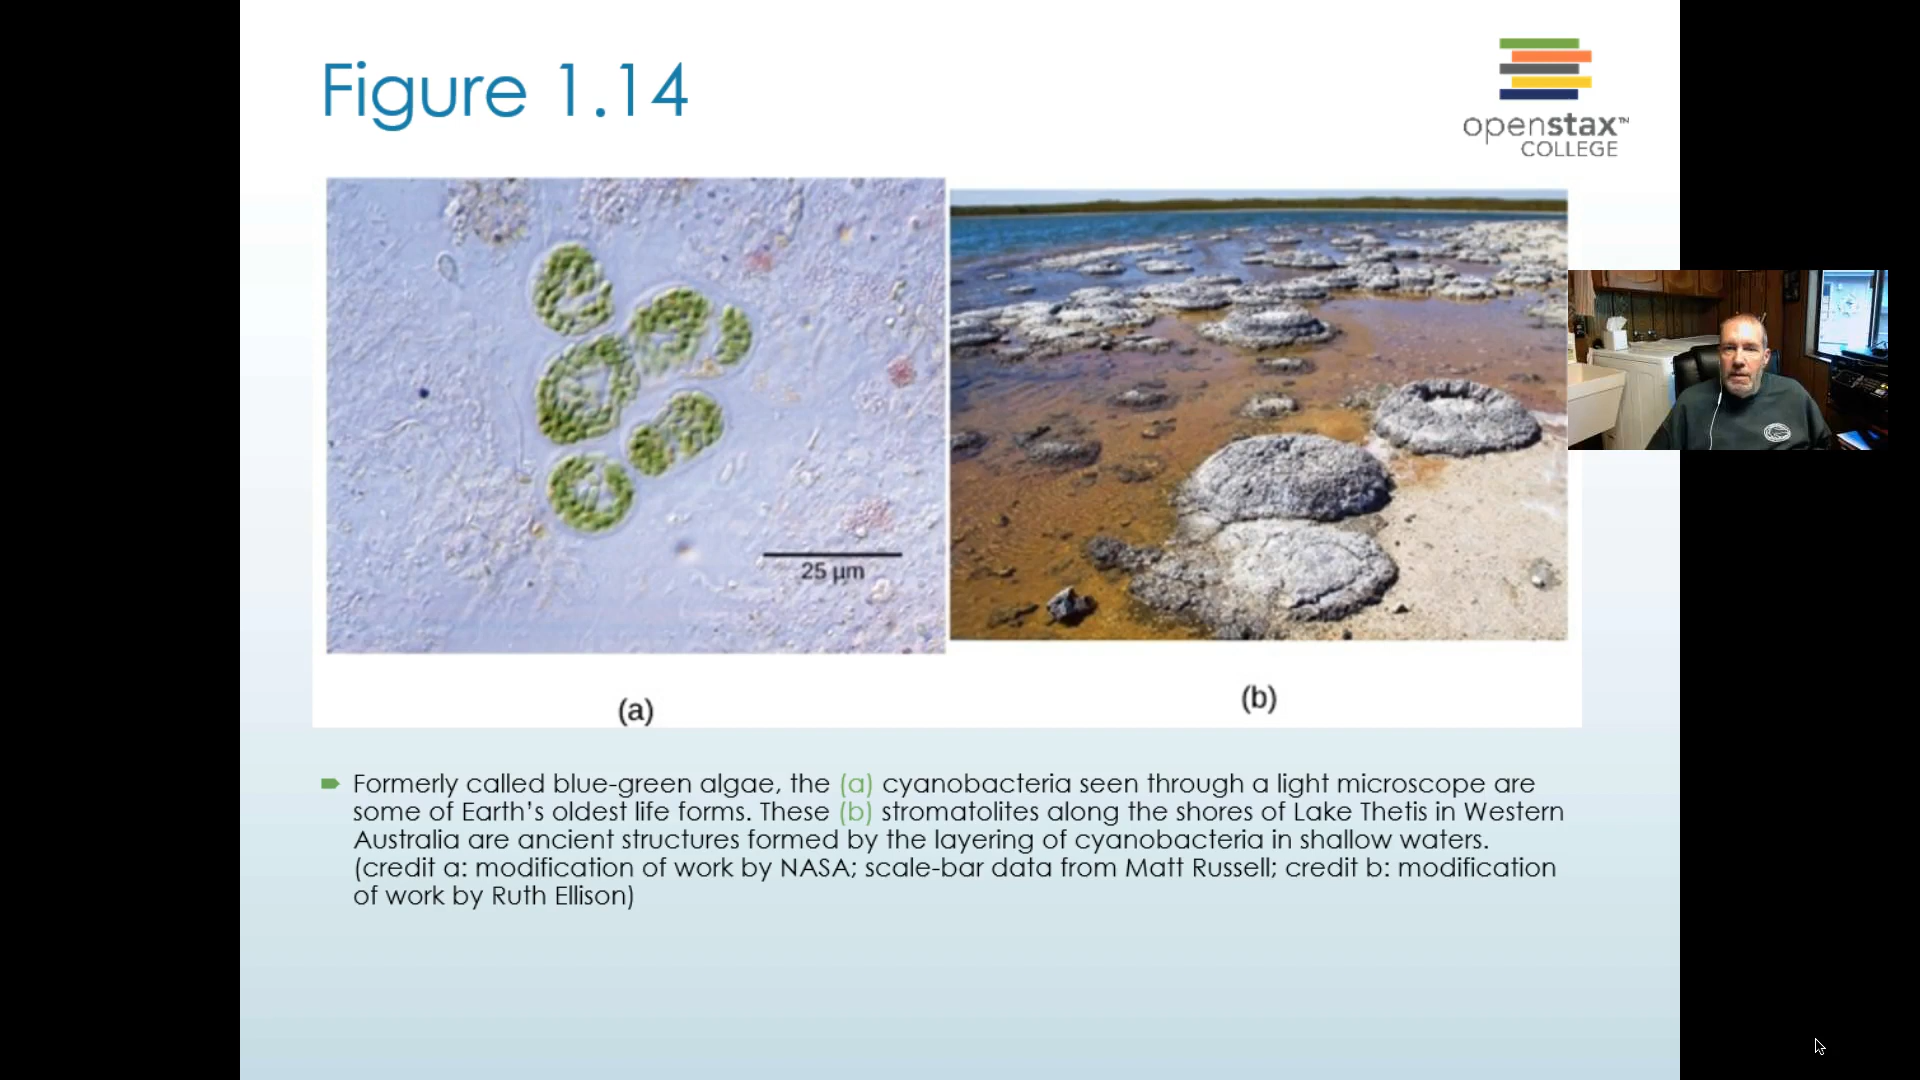 Figure 1.14
openstax™
COLLEGE
25 µm
(a)
(b)
Formerly called blue-green algae, the (a) cyanobacteria seen through a light microscope are
some of Earth’s oldest life forms. These (b) stromatolites along the shores of Lake Thetis in Western
Australia are ancient structures formed by the layering of cyanobacteria in shallow waters.
(credit a: modification of work by NASA; scale-bar data from Matt Russell; credit b: modification
of work by Ruth Ellison)